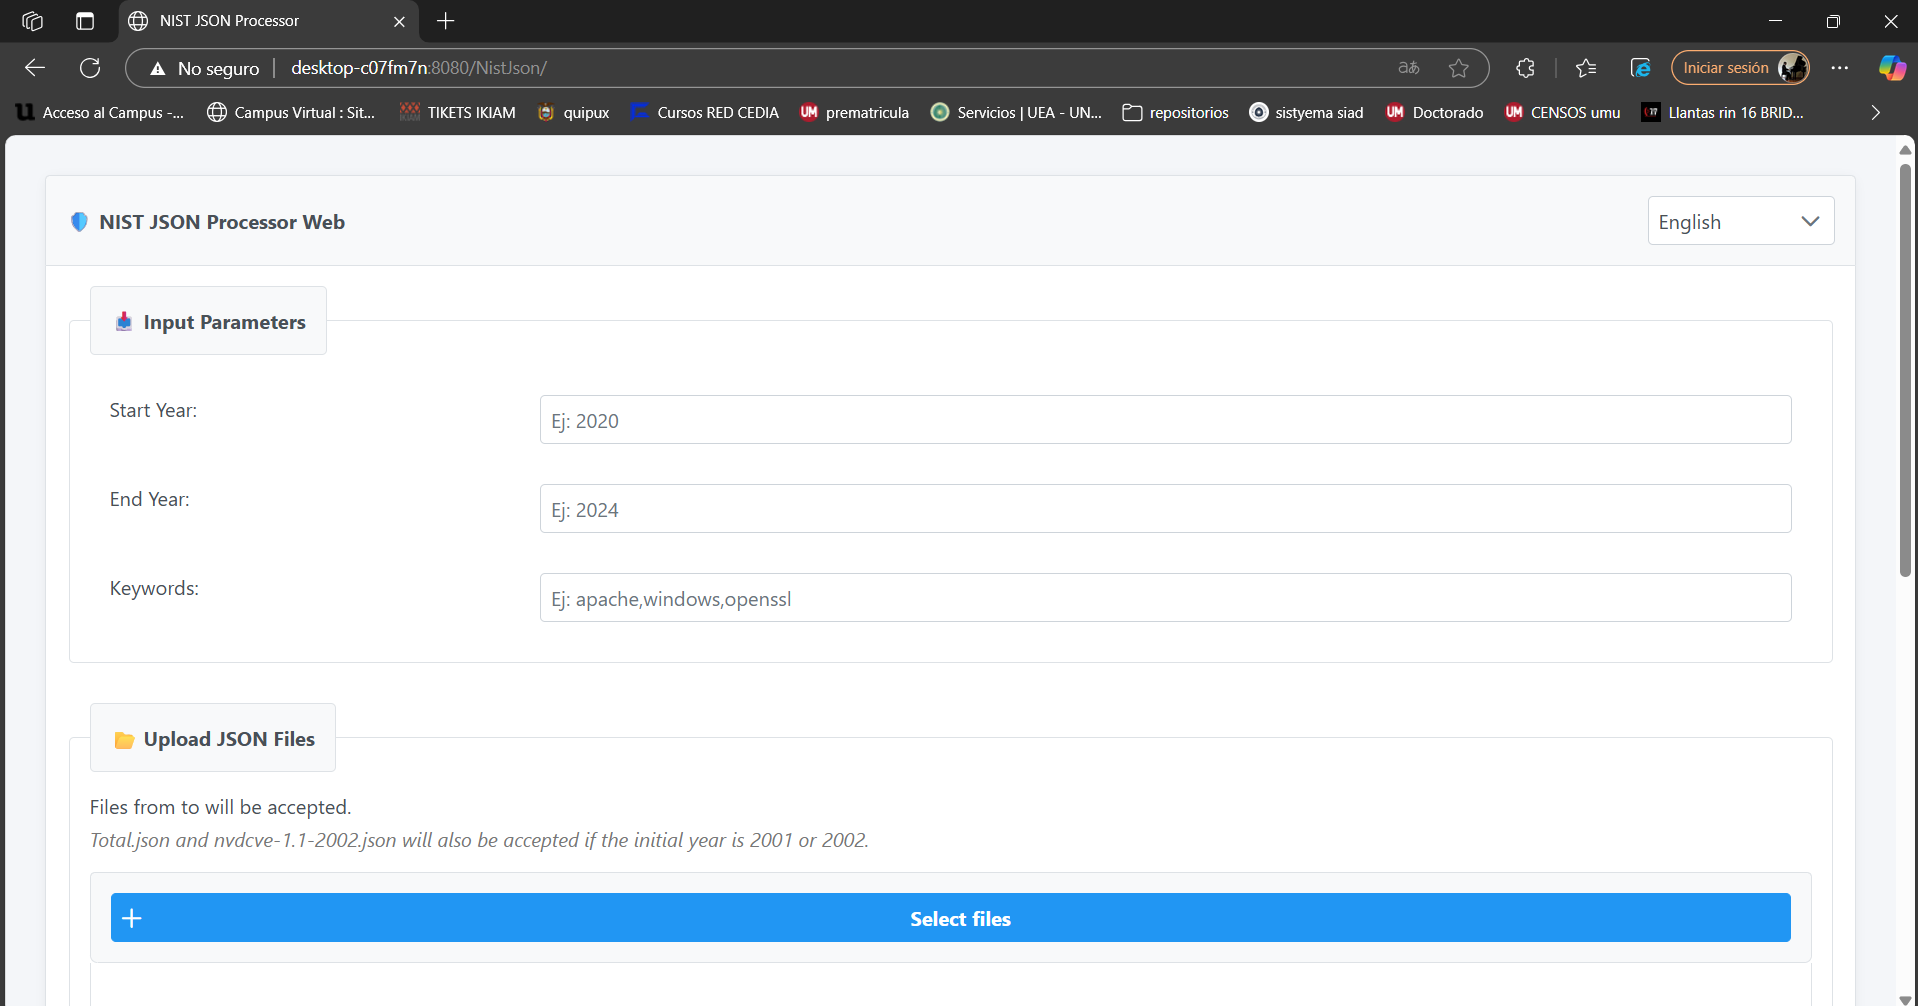 NIST JSON Processor
No seguro
desktop-c07fm7n:8080/NistJson/
Iniciar sesión
Acceso al Campus -...
Campus Virtual : Sit...
TIKETS IKIAM
quipux
Cursos RED CEDIA
UM
prematricula
Servicios | UEA - UN...
repositorios
sistyema siad
UM
Doctorado
UM
CENSOS umu
Llantas rin 16 BRID...
NIST JSON Processor Web
English
Input Parameters
Start Year:
Ej: 2020
End Year:
Ej: 2024
Keywords:
Ej: apache,windows,openssl
Upload JSON Files
Files from to will be accepted.
Total.json and nvdcve-1.1-2002.json will also be accepted if the initial year is 2001 or 2002.
Select files